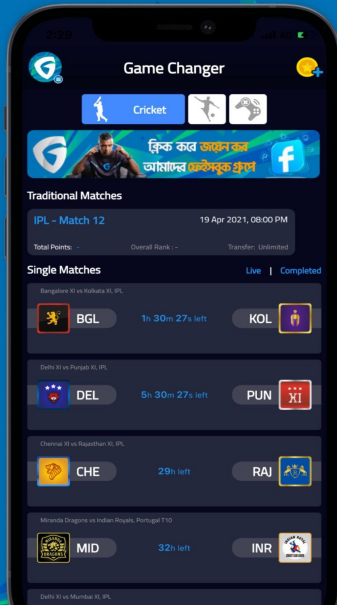 2:29
Game Changer
Cricket
ক্লিক করে জয়েন করুন
আমাদের ফেইসবুক গ্রুপে
Traditional Matches
IPL - Match 12
19 Apr 2021, 08:00 PM
Total Points: -
Overall Rank : -
Transfer: Unlimited
Single Matches
Live | Completed
Bangalore XI vs Kolkata XI, IPL
BGL
1h 30m 27s left
KOL
Delhi XI vs Punjab XI, IPL
DEL
5h 30m 27s left
PUN
XI
Chennai XI vs Rajasthan XI, IPL
CHE
29h left
RAJ
Miranda Dragons vs Indian Royals, Portugal T10
MIRANDA
DRAGONS
MID
32h left
INR
Delhi XI vs Mumbai XI, IPL